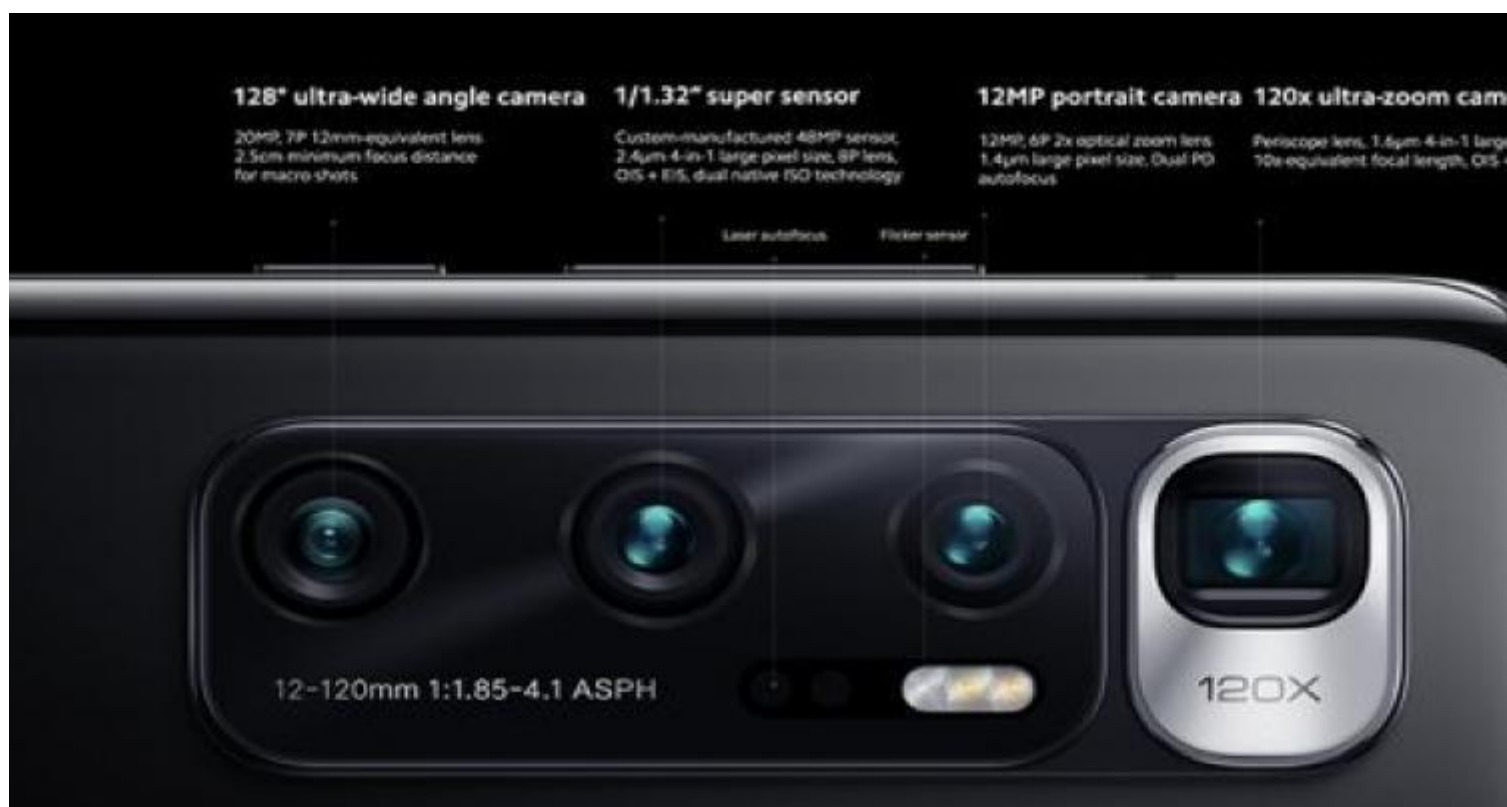 128° ultra-wide angle camera
20MP, 7P 12mm-equivalent lens
2.5cm minimum focus distance
for macro shots
1/1.32" super sensor
Custom-manufactured 48MP sensor,
2.4μm 4-in-1 large pixel size, 8P lens,
OIS + EIS, dual native ISO technology
12MP portrait camera
12MP, 6P 2x optical zoom lens
1.4μm large pixel size, Dual PD
autofocus
120x ultra-zoom cam
Periscope lens, 1.6μm 4-in-1 larg
10x-equivalent focal length, OIS
Laser autofocus
Flicker sensor
12-120mm 1:1.85-4.1 ASPH
120X